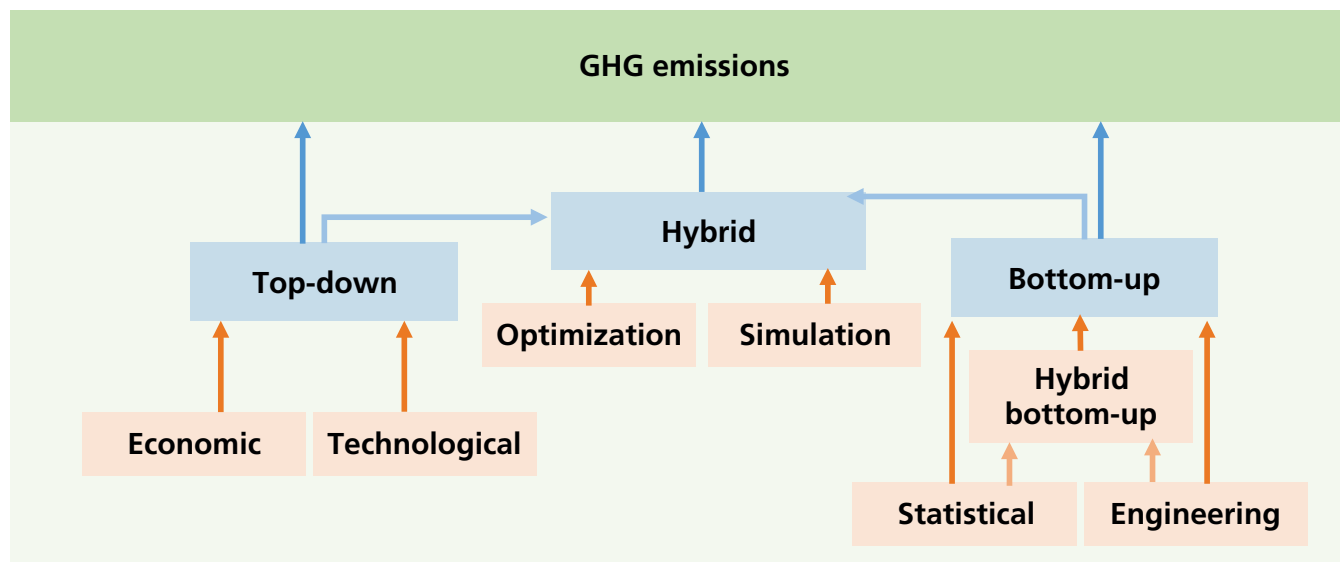 GHG emissions
Hybrid
Top-down
Bottom-up
Optimization
Simulation
Hybrid
bottom-up
Economic
Technological
Statistical
Engineering